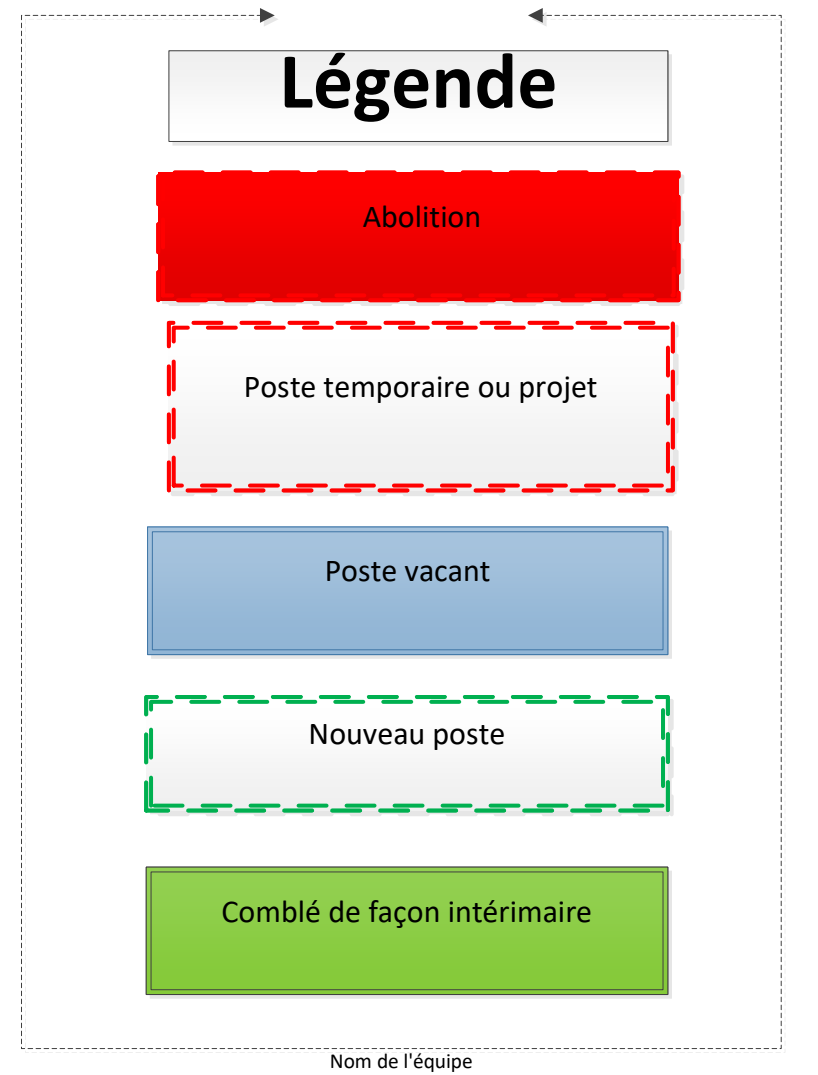 Légende
Abolition
Poste temporaire ou projet
Poste vacant
Nouveau poste
Comblé de façon intérimaire
Nom de l'équipe